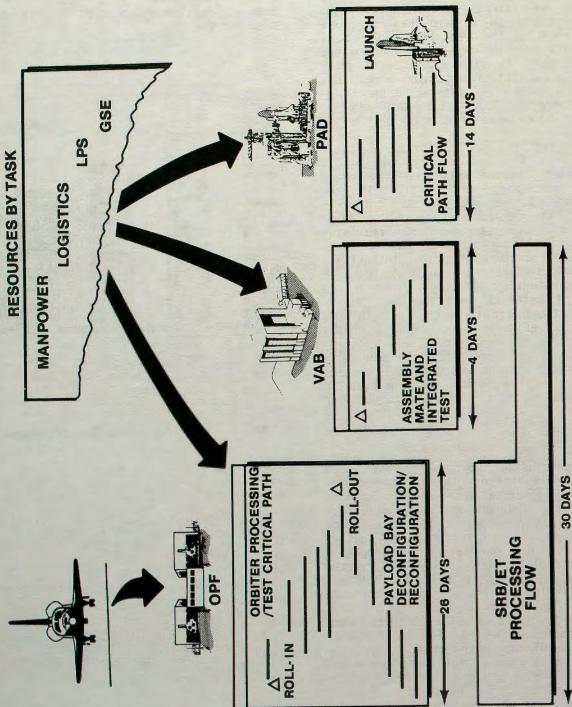 RESOURCES BY TASK
MANPOWER
LOGISTICS
LPS
GSE
OPF
VAB
PAD
ORBITER PROCESSING
/TEST CRITICAL PATH
ROLL-IN
ROLL-OUT
PAYLOAD BAY
DECONFIGURATION/
RECONFIGURATION
26 DAYS
ASSEMBLY
MATE AND
INTEGRATED
TEST
4 DAYS
LAUNCH
CRITICAL
PATH FLOW
14 DAYS
SRB/ET
PROCESSING
FLOW
30 DAYS